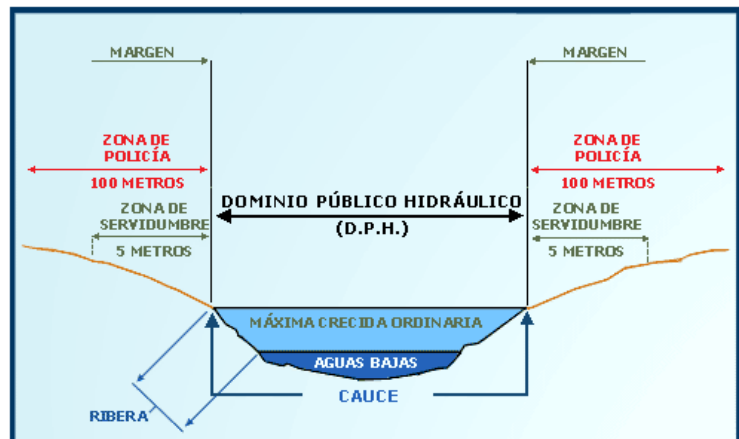 MARGEN
MARGEN
ZONA DE
POLICÍA
100 METROS
ZONA DE
POLICÍA
100 METROS
DOMINIO PÚBLICO HIDRÁULICO
(D.P.H.)
ZONA DE
SERVIDUMBRE
5 METROS
ZONA DE
SERVIDUMBRE
5 METROS
MÁXIMA CRECIDA ORDINARIA
AGUAS BAJAS
CAUCE
RIBERA